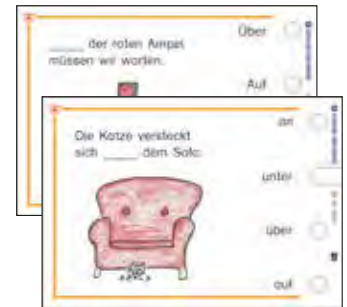 _____ der roten Ampel
müssen wir warten.
Über
Auf
Die Katze versteckt
sich _____ dem Sofa.
an
unter
über
auf